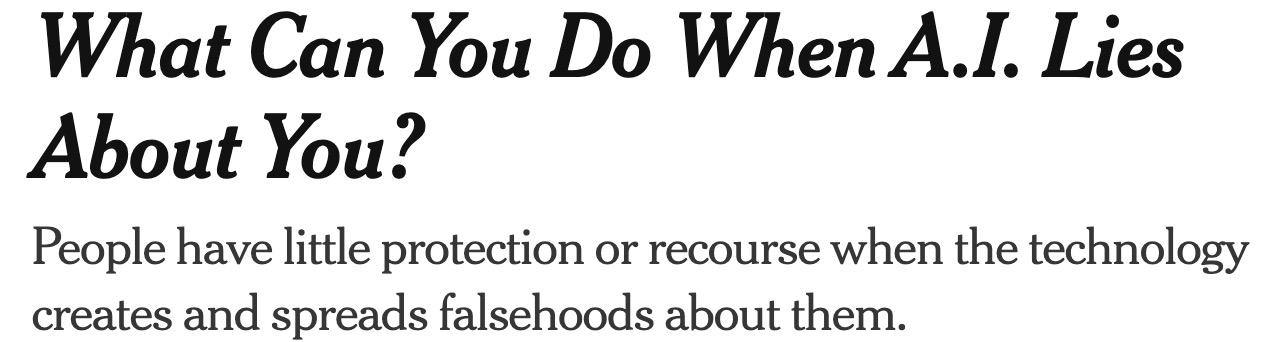 What Can You Do When A.I. Lies
About You?
People have little protection or recourse when the technology
creates and spreads falsehoods about them.